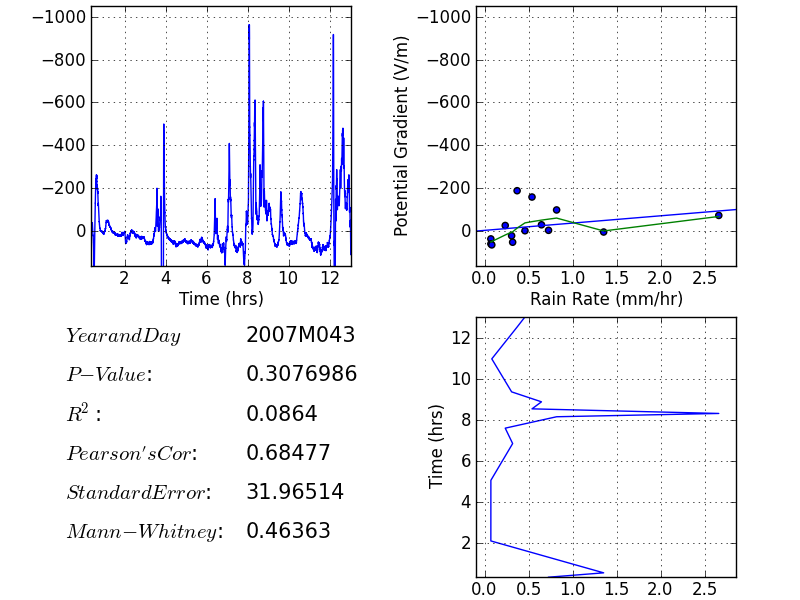 −1000
−800
−600
−400
−200
0
2 4 6 8 10 12
Time (hrs)
Potential Gradient (V/m)
−1000
−800
−600
−400
−200
0
0.0 0.5 1.0 1.5 2.0 2.5
Rain Rate (mm/hr)
YearandDay 2007M043
P−Value: 0.3076986
R²: 0.0864
Pearson'sCor: 0.68477
StandardError: 31.96514
Mann−Whitney: 0.46363
Time (hrs)
12
10
8
6
4
2
0.0 0.5 1.0 1.5 2.0 2.5